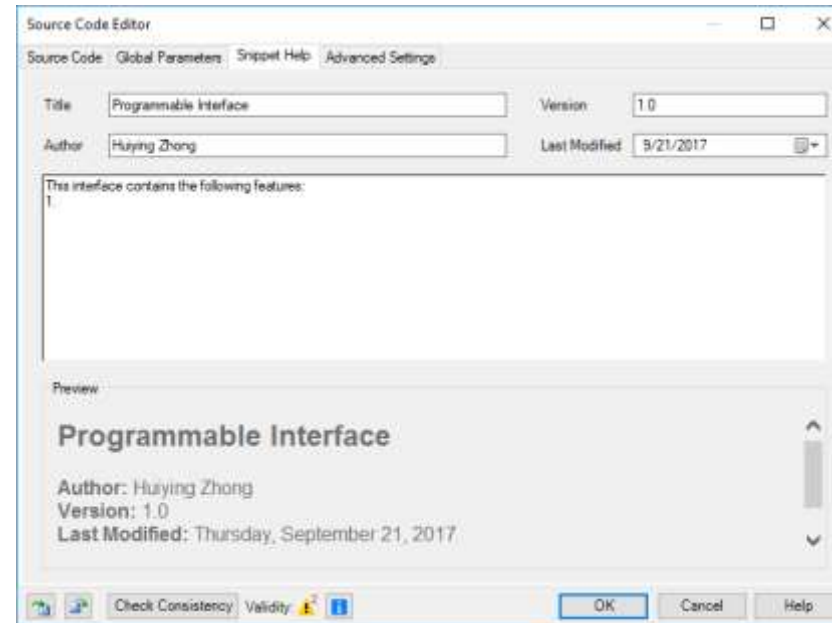 Source Code Editor
Source Code Global Parameters Snippet Help Advanced Settings
Title Programmable Interface Version 1.0
Author Huiying Zhong Last Modified 9/21/2017
This interface contains the following features:
1.
Preview
Programmable Interface
Author: Huiying Zhong
Version: 1.0
Last Modified: Thursday, September 21, 2017
Check Consistency Validity: 2 OK Cancel Help